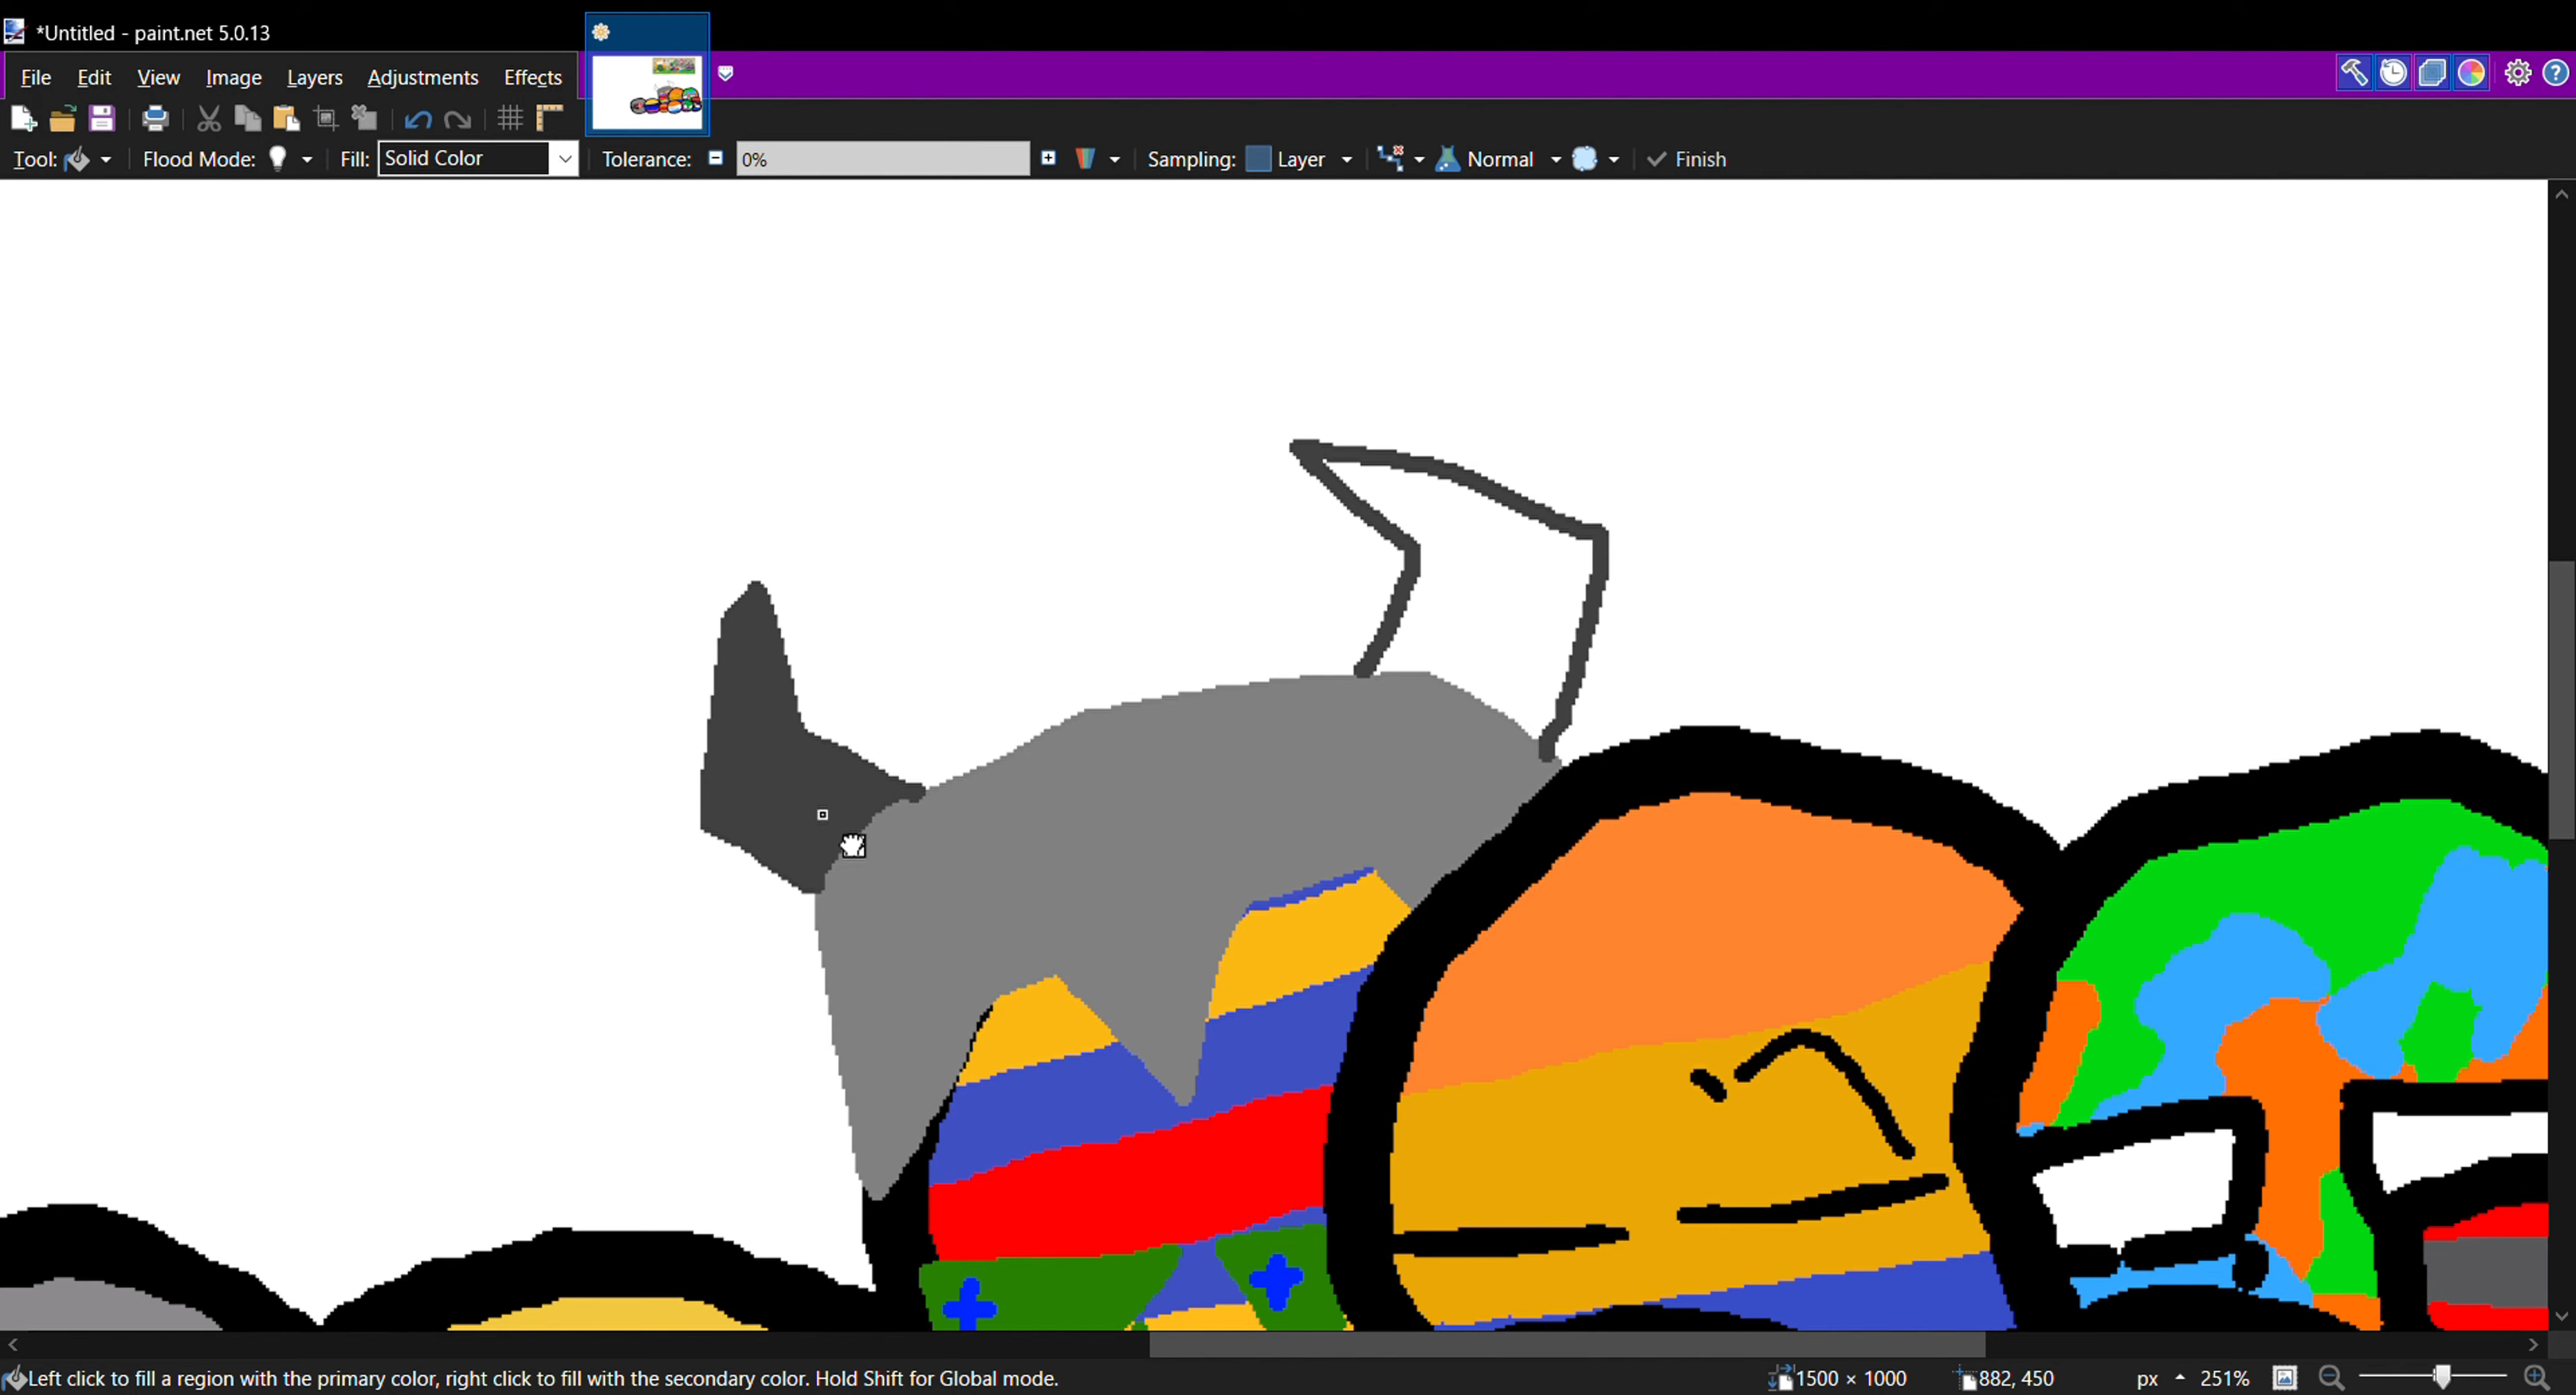 *Untitled - paint.net 5.0.13
File Edit View Image Layers Adjustments Effects
Tool: Flood Mode: Fill: Solid Color Tolerance: 0% Sampling: Layer Normal Finish
Left click to fill a region with the primary color, right click to fill with the secondary color. Hold Shift for Global mode. 1500 × 1000 882, 450 px 251%